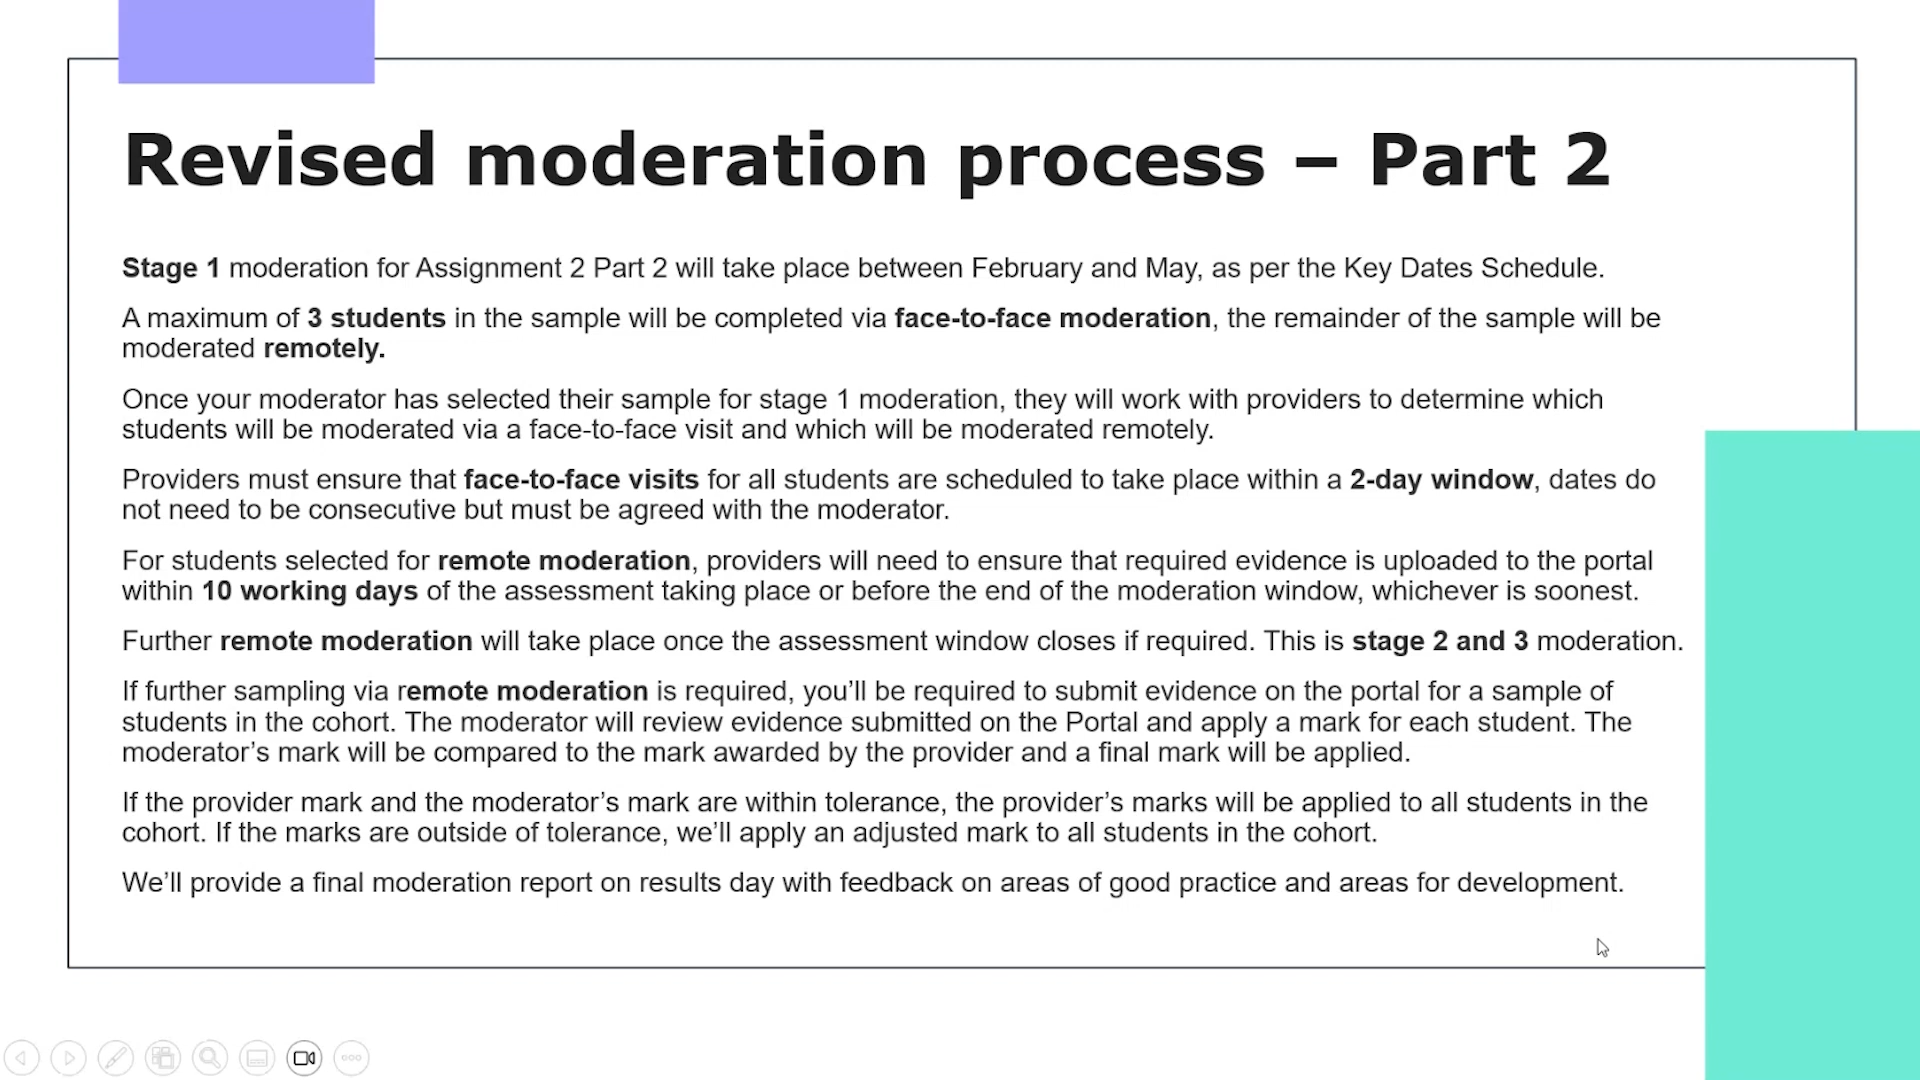 Revised moderation process – Part 2
Stage 1 moderation for Assignment 2 Part 2 will take place between February and May, as per the Key Dates Schedule.
A maximum of 3 students in the sample will be completed via face-to-face moderation, the remainder of the sample will be
moderated remotely.
Once your moderator has selected their sample for stage 1 moderation, they will work with providers to determine which
students will be moderated via a face-to-face visit and which will be moderated remotely.
Providers must ensure that face-to-face visits for all students are scheduled to take place within a 2-day window, dates do
not need to be consecutive but must be agreed with the moderator.
For students selected for remote moderation, providers will need to ensure that required evidence is uploaded to the portal
within 10 working days of the assessment taking place or before the end of the moderation window, whichever is soonest.
Further remote moderation will take place once the assessment window closes if required. This is stage 2 and 3 moderation.
If further sampling via remote moderation is required, you’ll be required to submit evidence on the portal for a sample of
students in the cohort. The moderator will review evidence submitted on the Portal and apply a mark for each student. The
moderator’s mark will be compared to the mark awarded by the provider and a final mark will be applied.
If the provider mark and the moderator’s mark are within tolerance, the provider’s marks will be applied to all students in the
cohort. If the marks are outside of tolerance, we’ll apply an adjusted mark to all students in the cohort.
We’ll provide a final moderation report on results day with feedback on areas of good practice and areas for development.